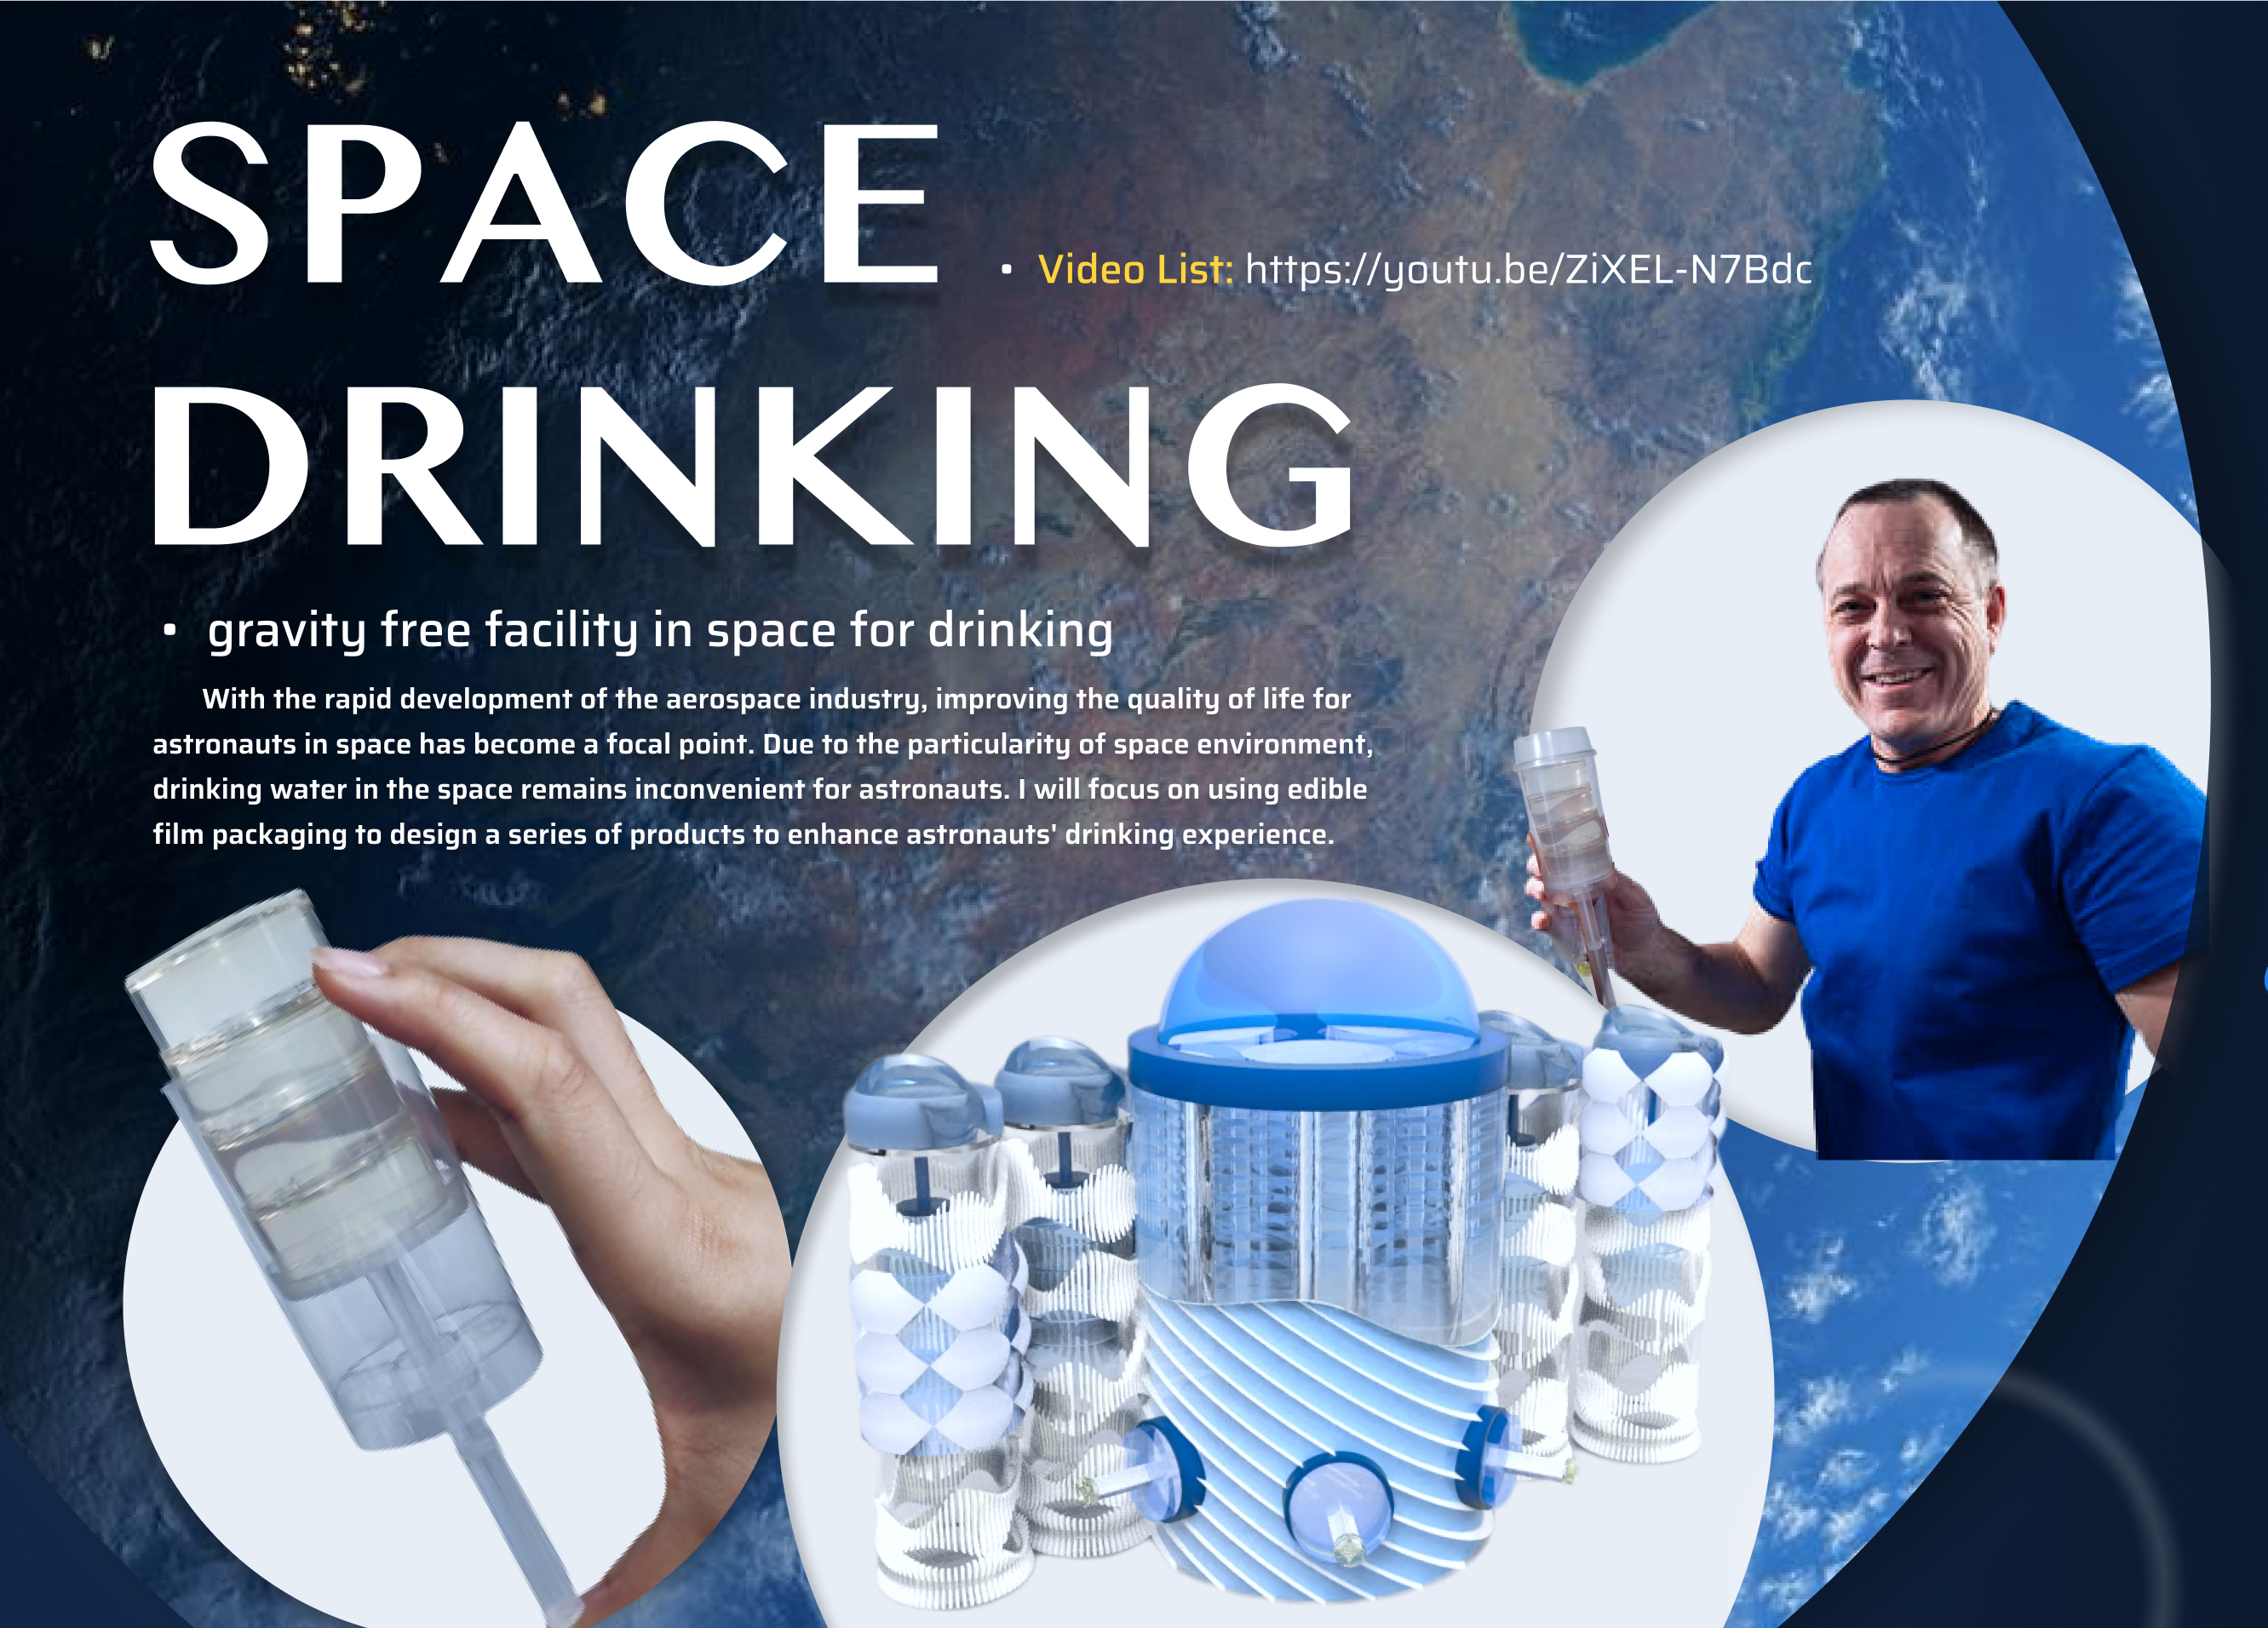 SPACE
• Video List: https://youtu.be/ZiXEL-N7Bdc
DRINKING
• gravity free facility in space for drinking
With the rapid development of the aerospace industry, improving the quality of life for
astronauts in space has become a focal point. Due to the particularity of space environment,
drinking water in the space remains inconvenient for astronauts. I will focus on using edible
film packaging to design a series of products to enhance astronauts' drinking experience.